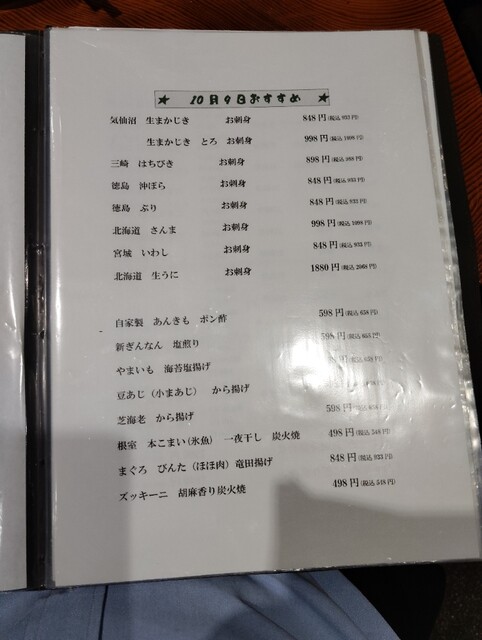 ★ 10月9日おすすめ ★
気仙沼 生まかじき お刺身 848円(税込933円)
生まかじき とろ お刺身 998円(税込1098円)
三崎 はちびき お刺身 898円(税込988円)
徳島 沖ぼら お刺身 848円(税込933円)
徳島 ぶり お刺身 848円(税込933円)
北海道 さんま お刺身 998円(税込1098円)
宮城 いわし お刺身 848円(税込933円)
北海道 生うに お刺身 1880円(税込2068円)
自家製 あんきも ポン酢 598円(税込658円)
新ぎんなん 塩煎り 598円(税込658円)
やまいも 海苔塩揚げ
豆あじ(小まあじ) から揚げ
芝海老 から揚げ 598円(税込658円)
根室 本こまい(氷魚) 一夜干し 炭火焼 498円(税込548円)
まぐろ びんた(ほほ肉) 竜田揚げ 848円(税込933円)
ズッキーニ 胡麻香り炭火焼 498円(税込548円)